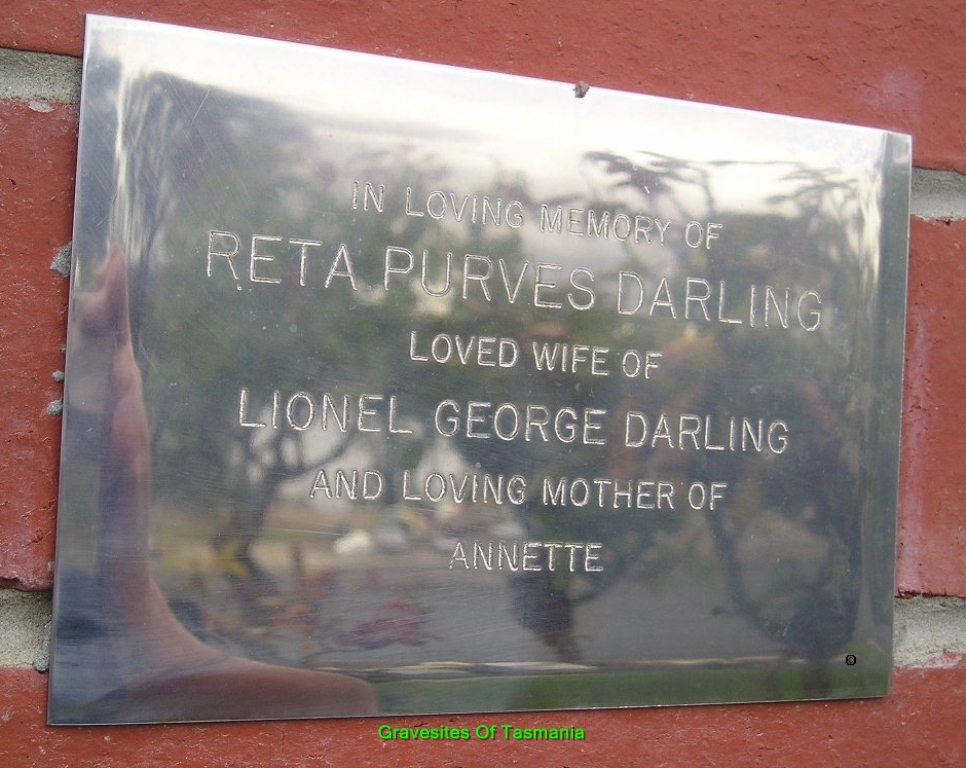 IN LOVING MEMORY OF
RETA PURVES DARLING
LOVED WIFE OF
LIONEL GEORGE DARLING
AND LOVING MOTHER OF
ANNETTE
©
Gravesites Of Tasmania